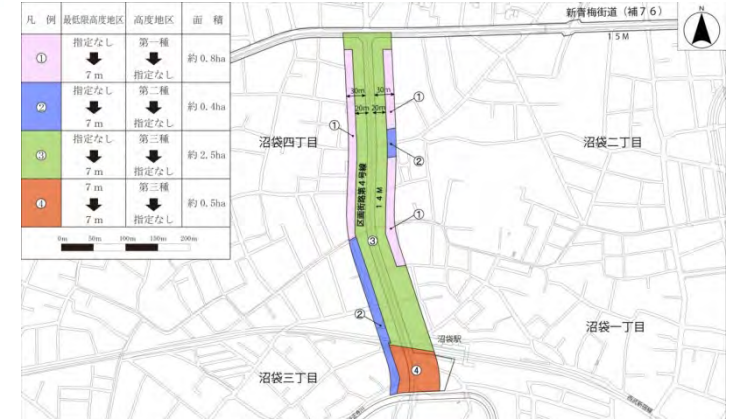 凡 例 最低限高度地区 高度地区 面 積
① 指定なし 7m 第一種 指定なし 約0.8ha
② 指定なし 7m 第二種 指定なし 約0.4ha
③ 指定なし 7m 第三種 指定なし 約2.5ha
④ 7m 7m 第三種 指定なし 約0.5ha
0m 50m 100m 150m 200m
新青梅街道（補76）
15M
30m 30m
20m 20m
①
①
②
沼袋四丁目
沼袋二丁目
区画街路第4号線
14M
①
③
②
沼袋一丁目
沼袋駅
沼袋三丁目
④
西武新宿線